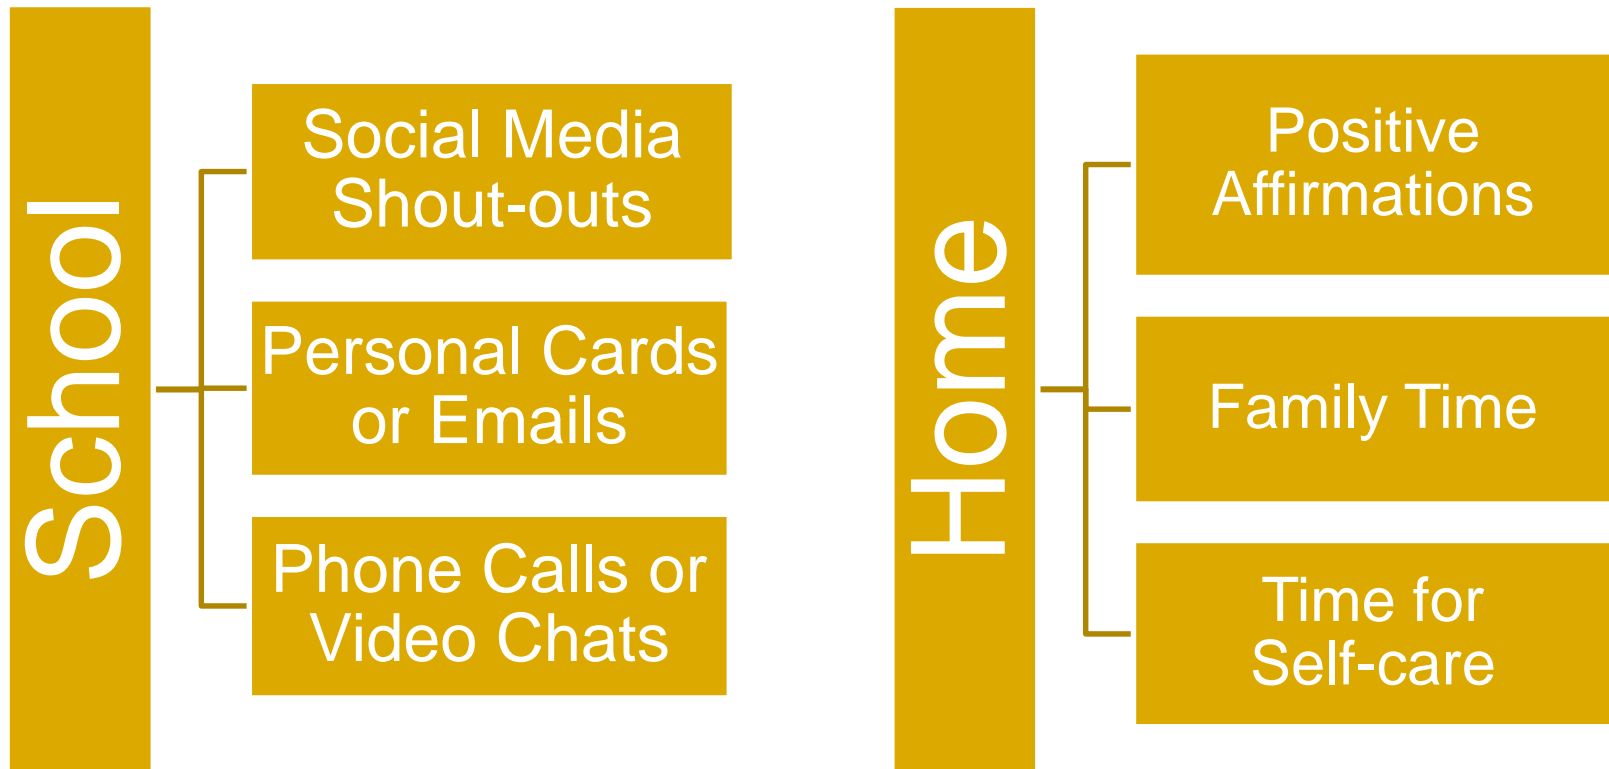 School
Social Media
Shout-outs
Personal Cards
or Emails
Phone Calls or
Video Chats
Home
Positive
Affirmations
Family Time
Time for
Self-care